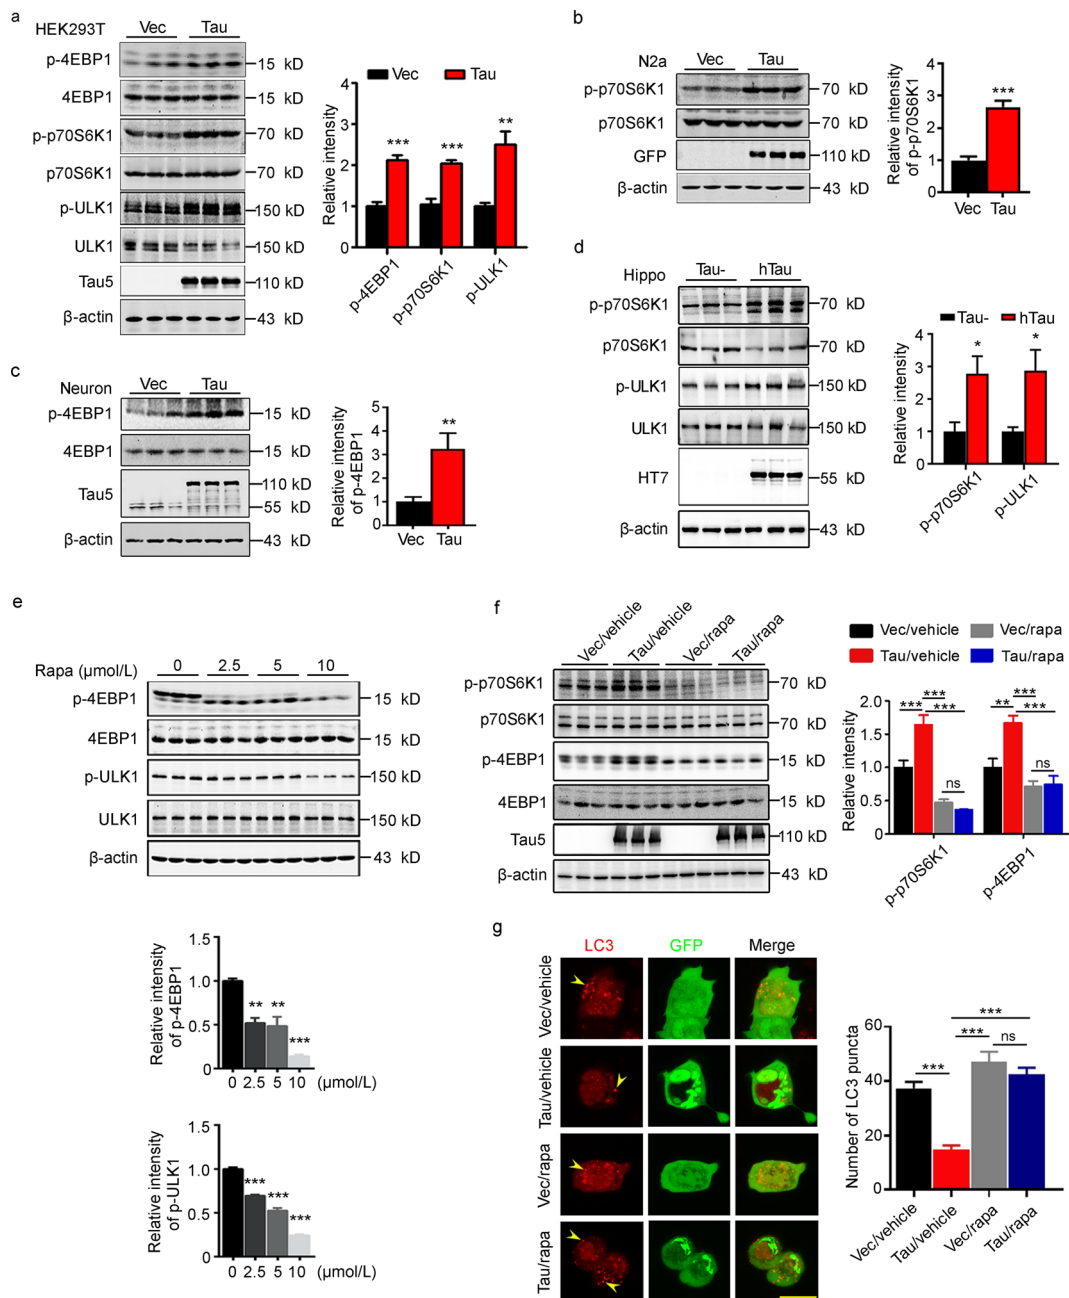 a
HEK293T
Vec Tau
p-4EBP1 15 kD
4EBP1 15 kD
p-p70S6K1 70 kD
p70S6K1 70 kD
p-ULK1 150 kD
ULK1 150 kD
Tau5 110 kD
β-actin 43 kD
Vec Tau
Relative intensity
4
2
1
0
*** *** **
p-4EBP1 p-p70S6K1 p-ULK1
b
N2a
Vec Tau
p-p70S6K1 70 kD
p70S6K1 70 kD
GFP 110 kD
β-actin 43 kD
Relative intensity
of p-p70S6K1
4
3
2
1
0
***
Vec Tau
c
Neuron
Vec Tau
p-4EBP1 15 kD
4EBP1 15 kD
Tau5 110 kD
55 kD
β-actin 43 kD
Relative intensity
of p-4EBP1
5
4
3
2
1
0
**
Vec Tau
d
Hippo
Tau- hTau
p-p70S6K1 70 kD
p70S6K1 70 kD
p-ULK1 150 kD
ULK1 150 kD
HT7 55 kD
β-actin 43 kD
Tau- hTau
Relative intensity
4
3
2
1
0
* *
p-p70S6K1 p-ULK1
e
Rapa (μmol/L) 0 2.5 5 10
p-4EBP1 15 kD
4EBP1 15 kD
p-ULK1 150 kD
ULK1 150 kD
β-actin 43 kD
Relative intensity
of p-4EBP1
1.5
1.0
0.5
0
** ** ***
0 2.5 5 10 (μmol/L)
Relative intensity
of p-ULK1
1.5
1.0
0.5
0
*** *** ***
0 2.5 5 10 (μmol/L)
f
Vec/vehicle Tau/vehicle Vec/rapa Tau/rapa
p-p70S6K1 70 kD
p70S6K1 70 kD
p-4EBP1 15 kD
4EBP1 15 kD
Tau5 110 kD
β-actin 43 kD
Vec/vehicle Vec/rapa
Tau/vehicle Tau/rapa
Relative intensity
2.0
1.5
1.0
0.5
0
*** *** *** ns
** *** *** ns
p-p70S6K1 p-4EBP1
g
LC3 GFP Merge
Vec/vehicle
Tau/vehicle
Vec/rapa
Tau/rapa
Number of LC3 puncta
60
40
20
0
***
*** ns
***
Vec/vehicle Tau/vehicle Vec/rapa Tau/rapa